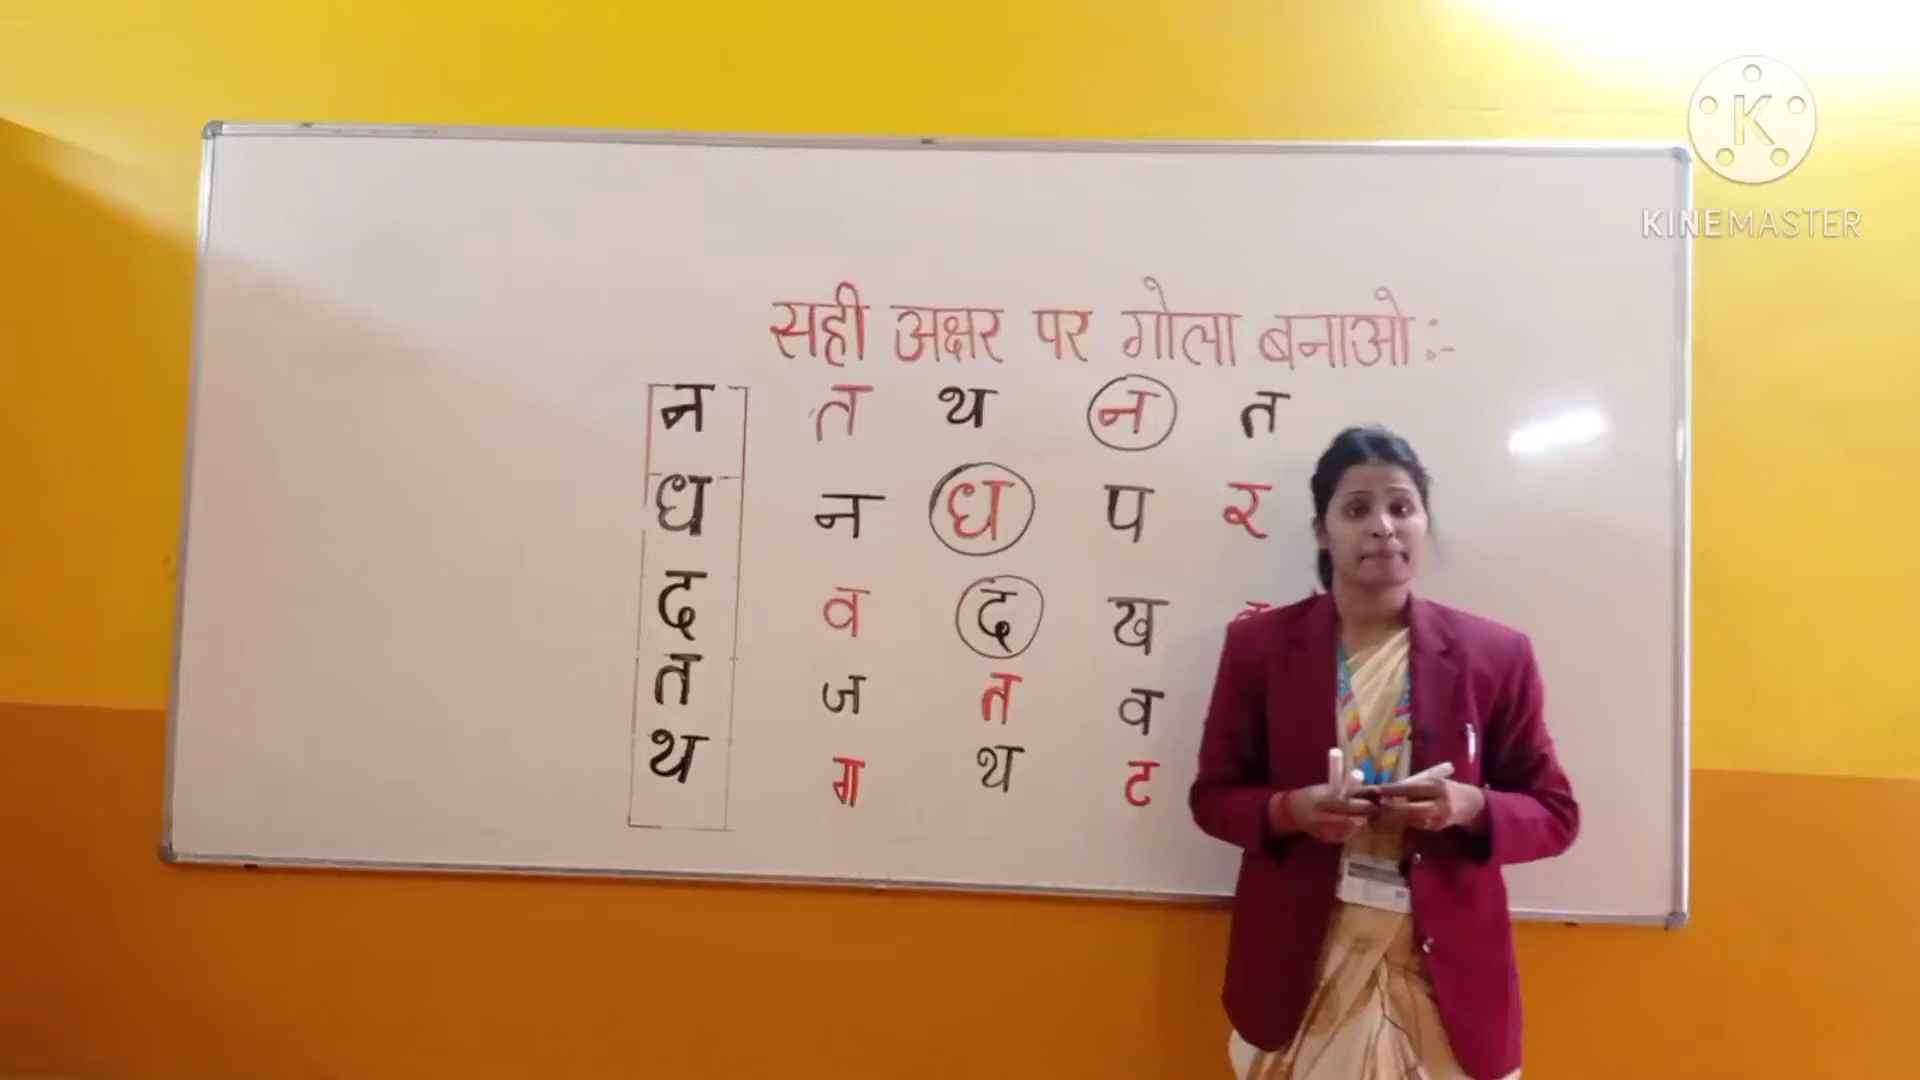 KINEMASTER
सही अक्षर पर गोला बनाओ :-
न त थ न त
ध न ध प र
द व द ख
त ज त व
थ ग थ ट